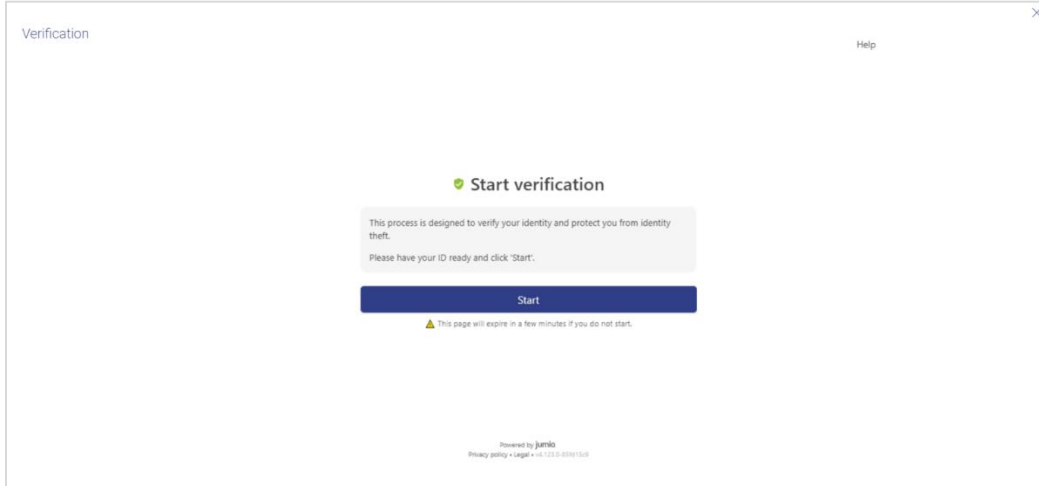 Verification
Help
Start verification
This process is designed to verify your identity and protect you from identity
theft.
Please have your ID ready and click 'Start'.
Start
This page will expire in a few minutes if you do not start.
Powered by jumio
Privacy policy • Legal •